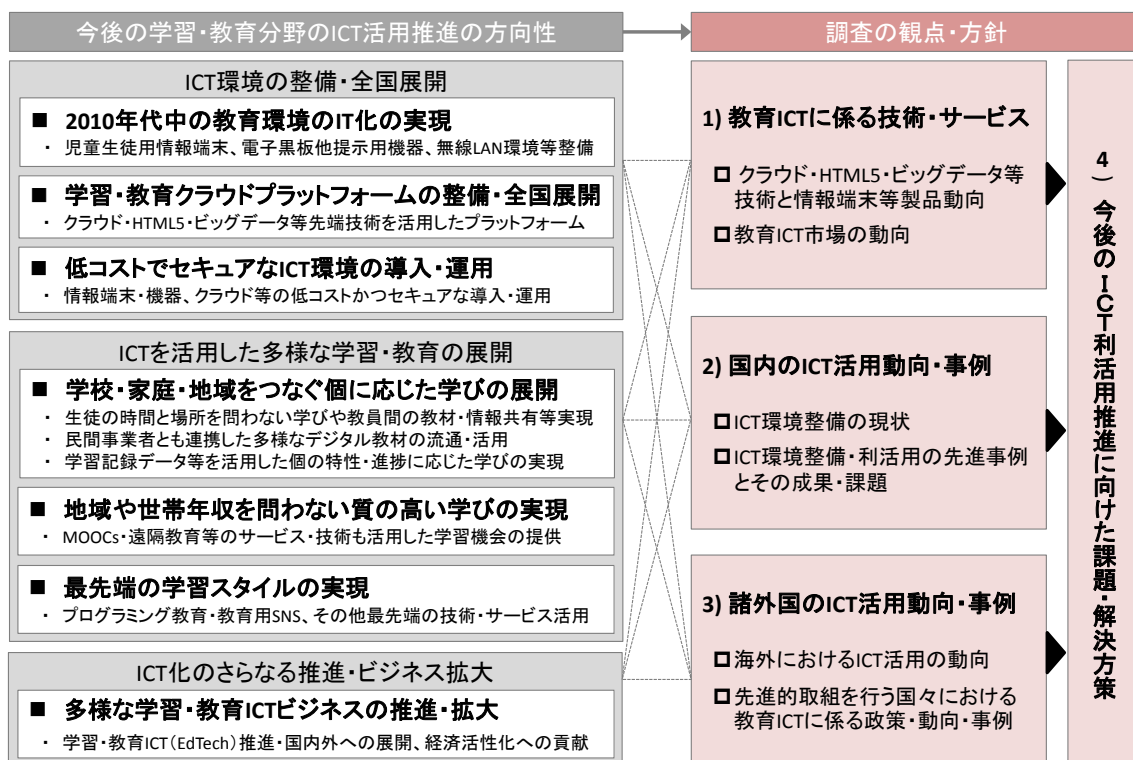 今後の学習・教育分野のICT活用推進の方向性
ICT環境の整備・全国展開
■ 2010年代中の教育環境のIT化の実現
・ 児童生徒用情報端末、電子黒板他提示用機器、無線LAN環境等整備
■ 学習・教育クラウドプラットフォームの整備・全国展開
・ クラウド・HTML5・ビッグデータ等先端技術を活用したプラットフォーム
■ 低コストでセキュアなICT環境の導入・運用
・ 情報端末・機器、クラウド等の低コストかつセキュアな導入・運用
ICTを活用した多様な学習・教育の展開
■ 学校・家庭・地域をつなぐ個に応じた学びの展開
・ 生徒の時間と場所を問わない学びや教員間の教材・情報共有等実現
・ 民間事業者とも連携した多様なデジタル教材の流通・活用
・ 学習記録データ等を活用した個の特性・進捗に応じた学びの実現
■ 地域や世帯年収を問わない質の高い学びの実現
・ MOOCs・遠隔教育等のサービス・技術も活用した学習機会の提供
■ 最先端の学習スタイルの実現
・ プログラミング教育・教育用SNS、その他最先端の技術・サービス活用
ICT化のさらなる推進・ビジネス拡大
■ 多様な学習・教育ICTビジネスの推進・拡大
・ 学習・教育ICT(EdTech)推進・国内外への展開、経済活性化への貢献
調査の観点・方針
1) 教育ICTに係る技術・サービス
クラウド・HTML5・ビッグデータ等
技術と情報端末等製品動向
教育ICT市場の動向
2) 国内のICT活用動向・事例
ICT環境整備の現状
ICT環境整備・利活用の先進事例
とその成果・課題
3) 諸外国のICT活用動向・事例
海外におけるICT活用の動向
先進的取組を行う国々における
教育ICTに係る政策・動向・事例
4)今後のICT利活用推進に向けた課題・解決方策